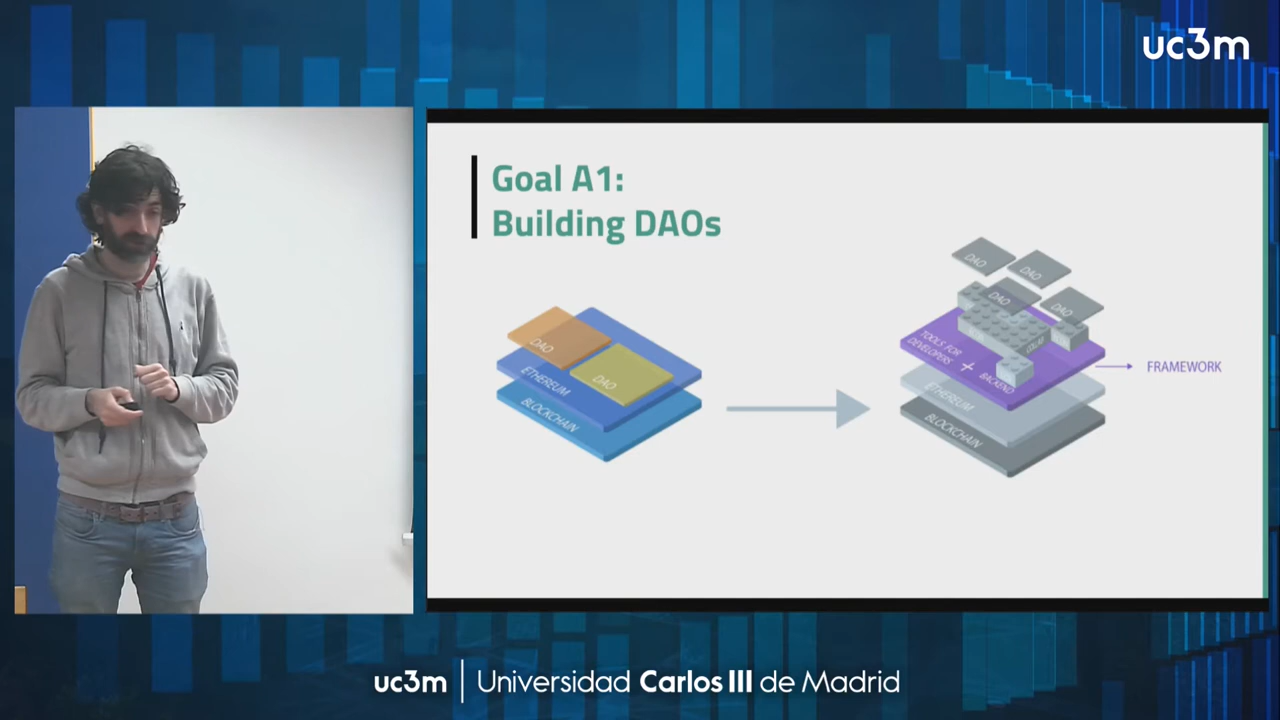 uc3m
Goal A1:
Building DAOs
DAO
DAO
ETHEREUM
BLOCKCHAIN
DAO
DAO
DAO
DAO
TOOLS FOR
DEVELOPERS
+
BACKEND
ETHEREUM
BLOCKCHAIN
FRAMEWORK
uc3m | Universidad Carlos III de Madrid